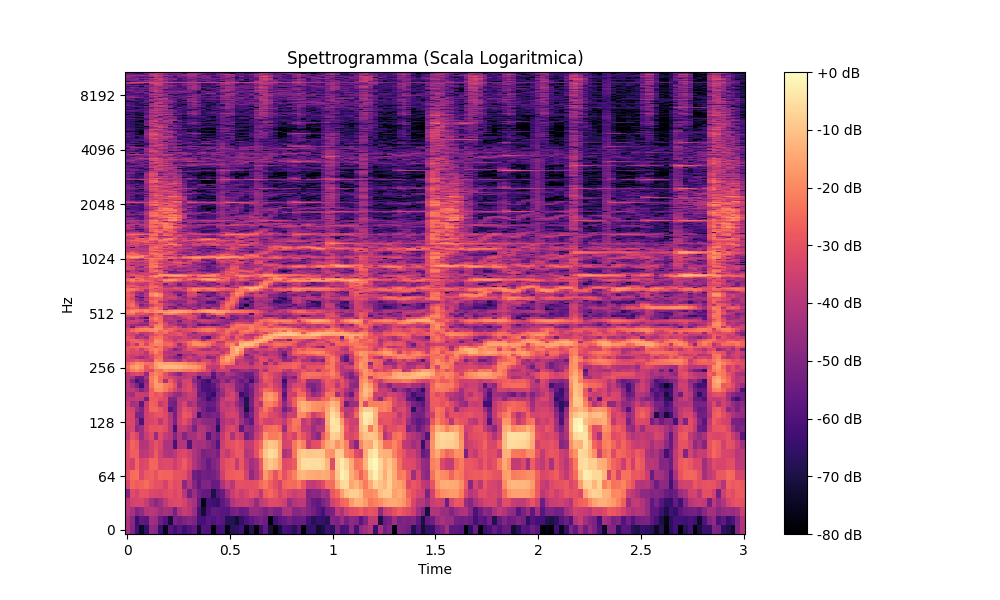 Spettrogramma (Scala Logaritmica)
Hz
8192
4096
2048
1024
512
256
128
64
0
0
0.5
1
1.5
2
2.5
3
Time
+0 dB
-10 dB
-20 dB
-30 dB
-40 dB
-50 dB
-60 dB
-70 dB
-80 dB